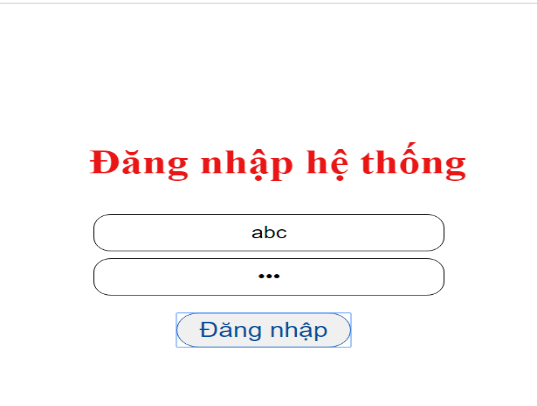 Đăng nhập hệ thống
abc
•••
Đăng nhập